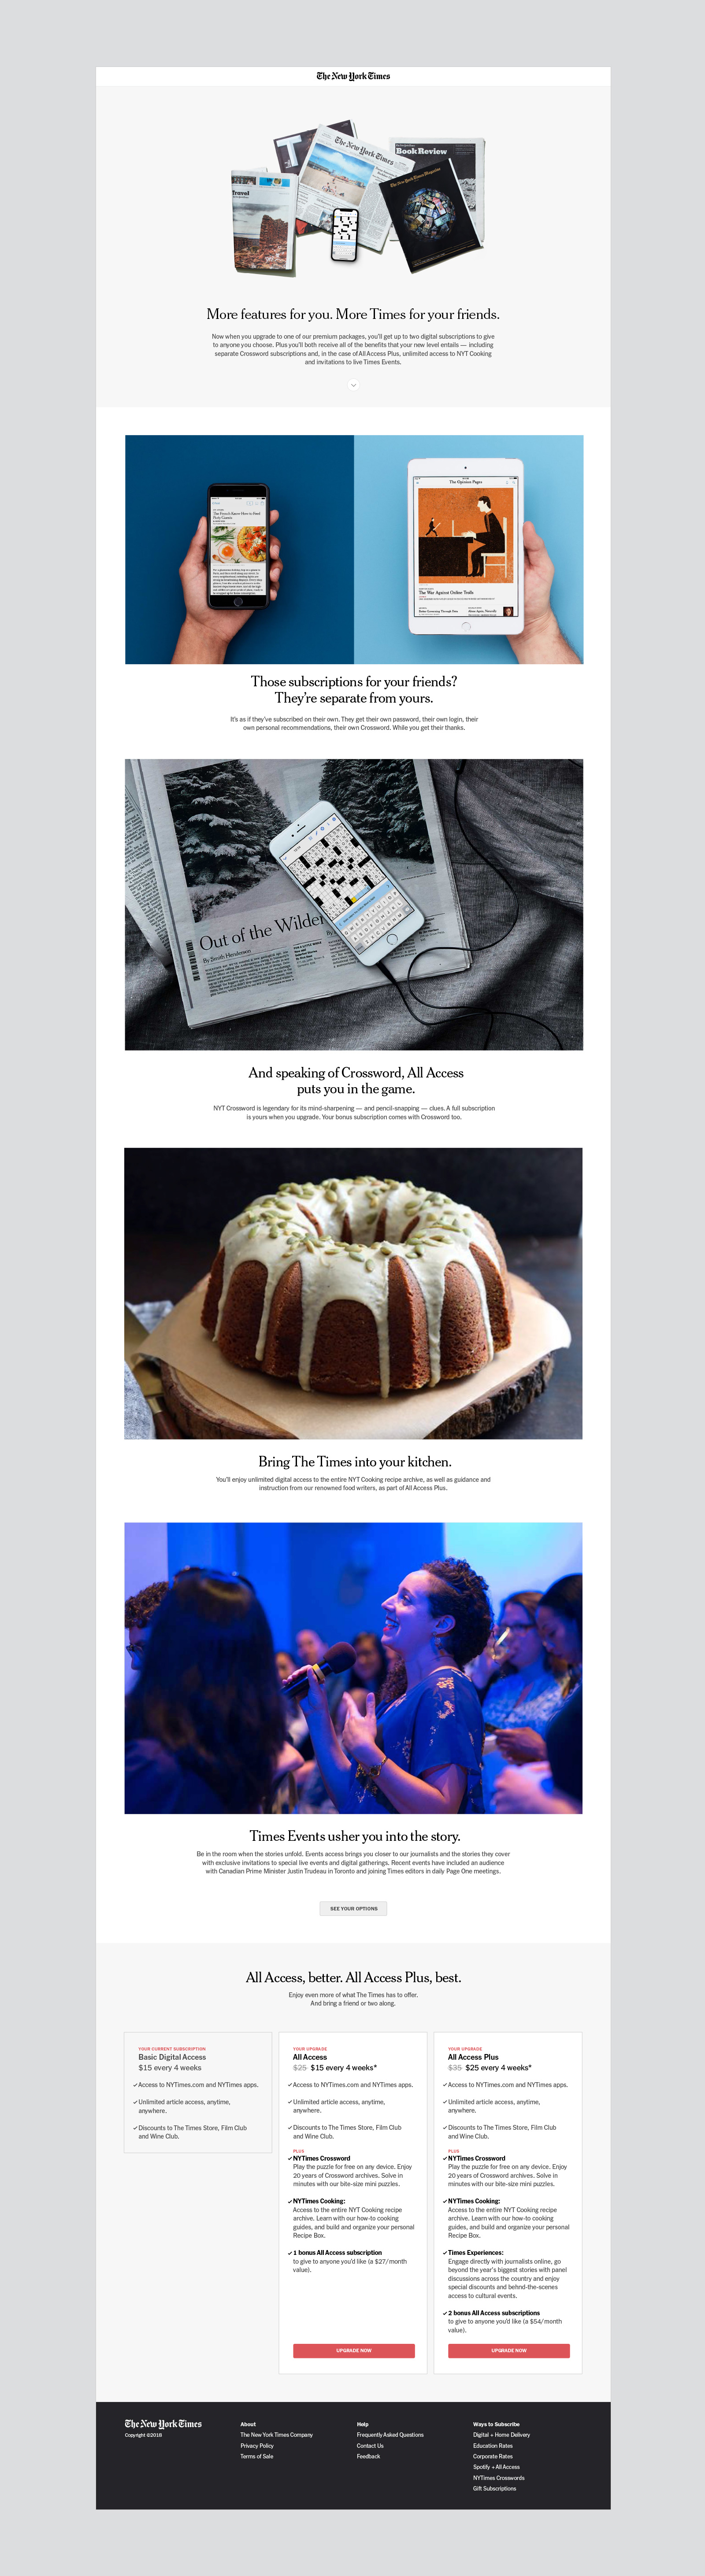 The New York Times
Travel
T
The New York Times
Book Review
The New York Times Magazine
More features for you. More Times for your friends.
Now when you upgrade to one of our premium packages, you'll get up to two digital subscriptions to give
to anyone you choose. Plus you'll both receive all of the benefits that your new level entails — including
separate Crossword subscriptions and, in the case of All Access Plus, unlimited access to NYT Cooking
and invitations to live Times Events.
The Opinion Pages
The War Against Online Trolls
Those subscriptions for your friends?
They're separate from yours.
It's as if they've subscribed on their own. They get their own password, their own login, their
own personal recommendations, their own Crossword. While you get their thanks.
Out of the Wilder
By Smith Henderson
And speaking of Crossword, All Access
puts you in the game.
NYT Crossword is legendary for its mind-sharpening — and pencil-snapping — clues. A full subscription
is yours when you upgrade. Your bonus subscription comes with Crossword too.
Bring The Times into your kitchen.
You'll enjoy unlimited digital access to the entire NYT Cooking recipe archive, as well as guidance and
instruction from our renowned food writers, as part of All Access Plus.
Times Events usher you into the story.
Be in the room when the stories unfold. Events access brings you closer to our journalists and the stories they cover
with exclusive invitations to special live events and digital gatherings. Recent events have included an audience
with Canadian Prime Minister Justin Trudeau in Toronto and joining Times editors in daily Page One meetings.
SEE YOUR OPTIONS
All Access, better. All Access Plus, best.
Enjoy even more of what The Times has to offer.
And bring a friend or two along.
YOUR CURRENT SUBSCRIPTION
Basic Digital Access
$15 every 4 weeks
Access to NYTimes.com and NYTimes apps.
Unlimited article access, anytime,
anywhere.
Discounts to The Times Store, Film Club
and Wine Club.
YOUR UPGRADE
All Access
$25 $15 every 4 weeks*
Access to NYTimes.com and NYTimes apps.
Unlimited article access, anytime,
anywhere.
Discounts to The Times Store, Film Club
and Wine Club.
PLUS
NYTimes Crossword
Play the puzzle for free on any device. Enjoy
20 years of Crossword archives. Solve in
minutes with our bite-size mini puzzles.
NYTimes Cooking:
Access to the entire NYT Cooking recipe
archive. Learn with our how-to cooking
guides, and build and organize your personal
Recipe Box.
1 bonus All Access subscription
to give to anyone you'd like (a $27/month
value).
UPGRADE NOW
YOUR UPGRADE
All Access Plus
$35 $25 every 4 weeks*
Access to NYTimes.com and NYTimes apps.
Unlimited article access, anytime,
anywhere.
Discounts to The Times Store, Film Club
and Wine Club.
PLUS
NYTimes Crossword
Play the puzzle for free on any device. Enjoy
20 years of Crossword archives. Solve in
minutes with our bite-size mini puzzles.
NYTimes Cooking:
Access to the entire NYT Cooking recipe
archive. Learn with our how-to cooking
guides, and build and organize your personal
Recipe Box.
Times Experiences:
Engage directly with journalists online, go
beyond the year's biggest stories with panel
discussions across the country and enjoy
special discounts and behnd-the-scenes
access to cultural events.
2 bonus All Access subscriptions
to give to anyone you'd like (a $54/month
value).
UPGRADE NOW
The New York Times
Copyright ©2018
About
The New York Times Company
Privacy Policy
Terms of Sale
Help
Frequently Asked Questions
Contact Us
Feedback
Ways to Subscribe
Digital + Home Delivery
Education Rates
Corporate Rates
Spotify + All Access
NYTimes Crosswords
Gift Subscriptions